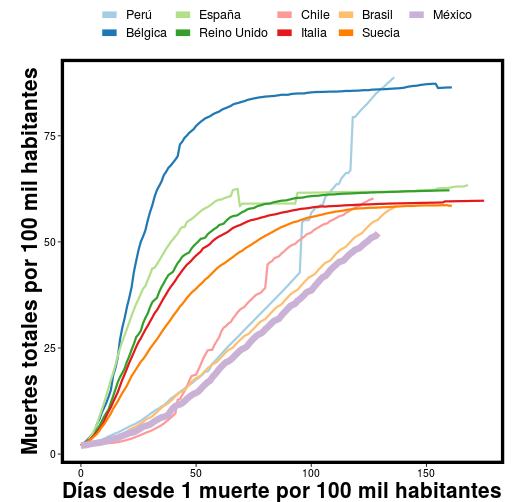 Perú España Chile Brasil México
Bélgica Reino Unido Italia Suecia
Muertes totales por 100 mil habitantes
75
50
25
0
0 50 100 150
Días desde 1 muerte por 100 mil habitantes